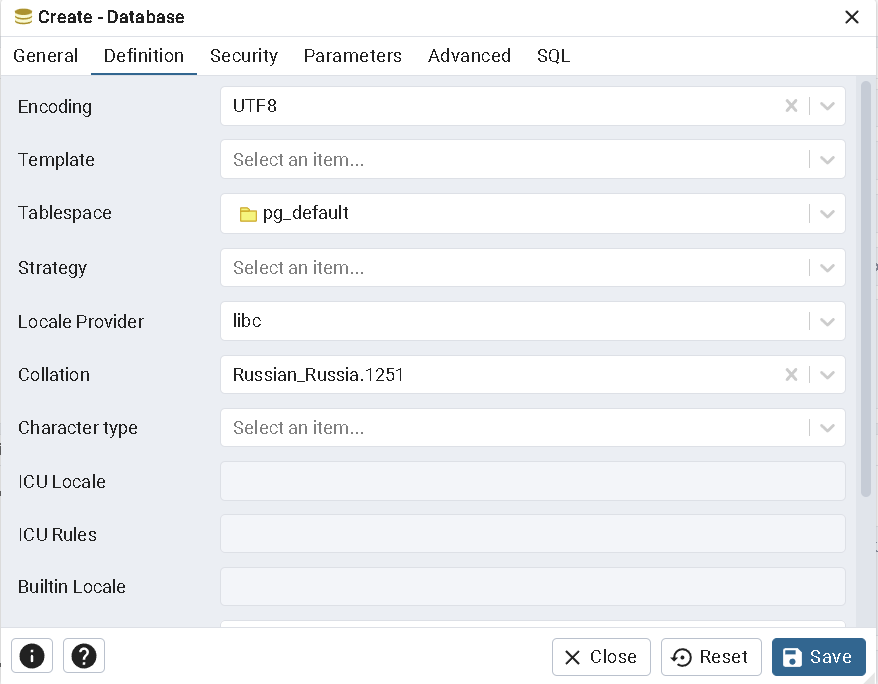 Create - Database
General Definition Security Parameters Advanced SQL
Encoding UTF8
Template Select an item...
Tablespace pg_default
Strategy Select an item...
Locale Provider libc
Collation Russian_Russia.1251
Character type Select an item...
ICU Locale
ICU Rules
Builtin Locale
Close Reset Save